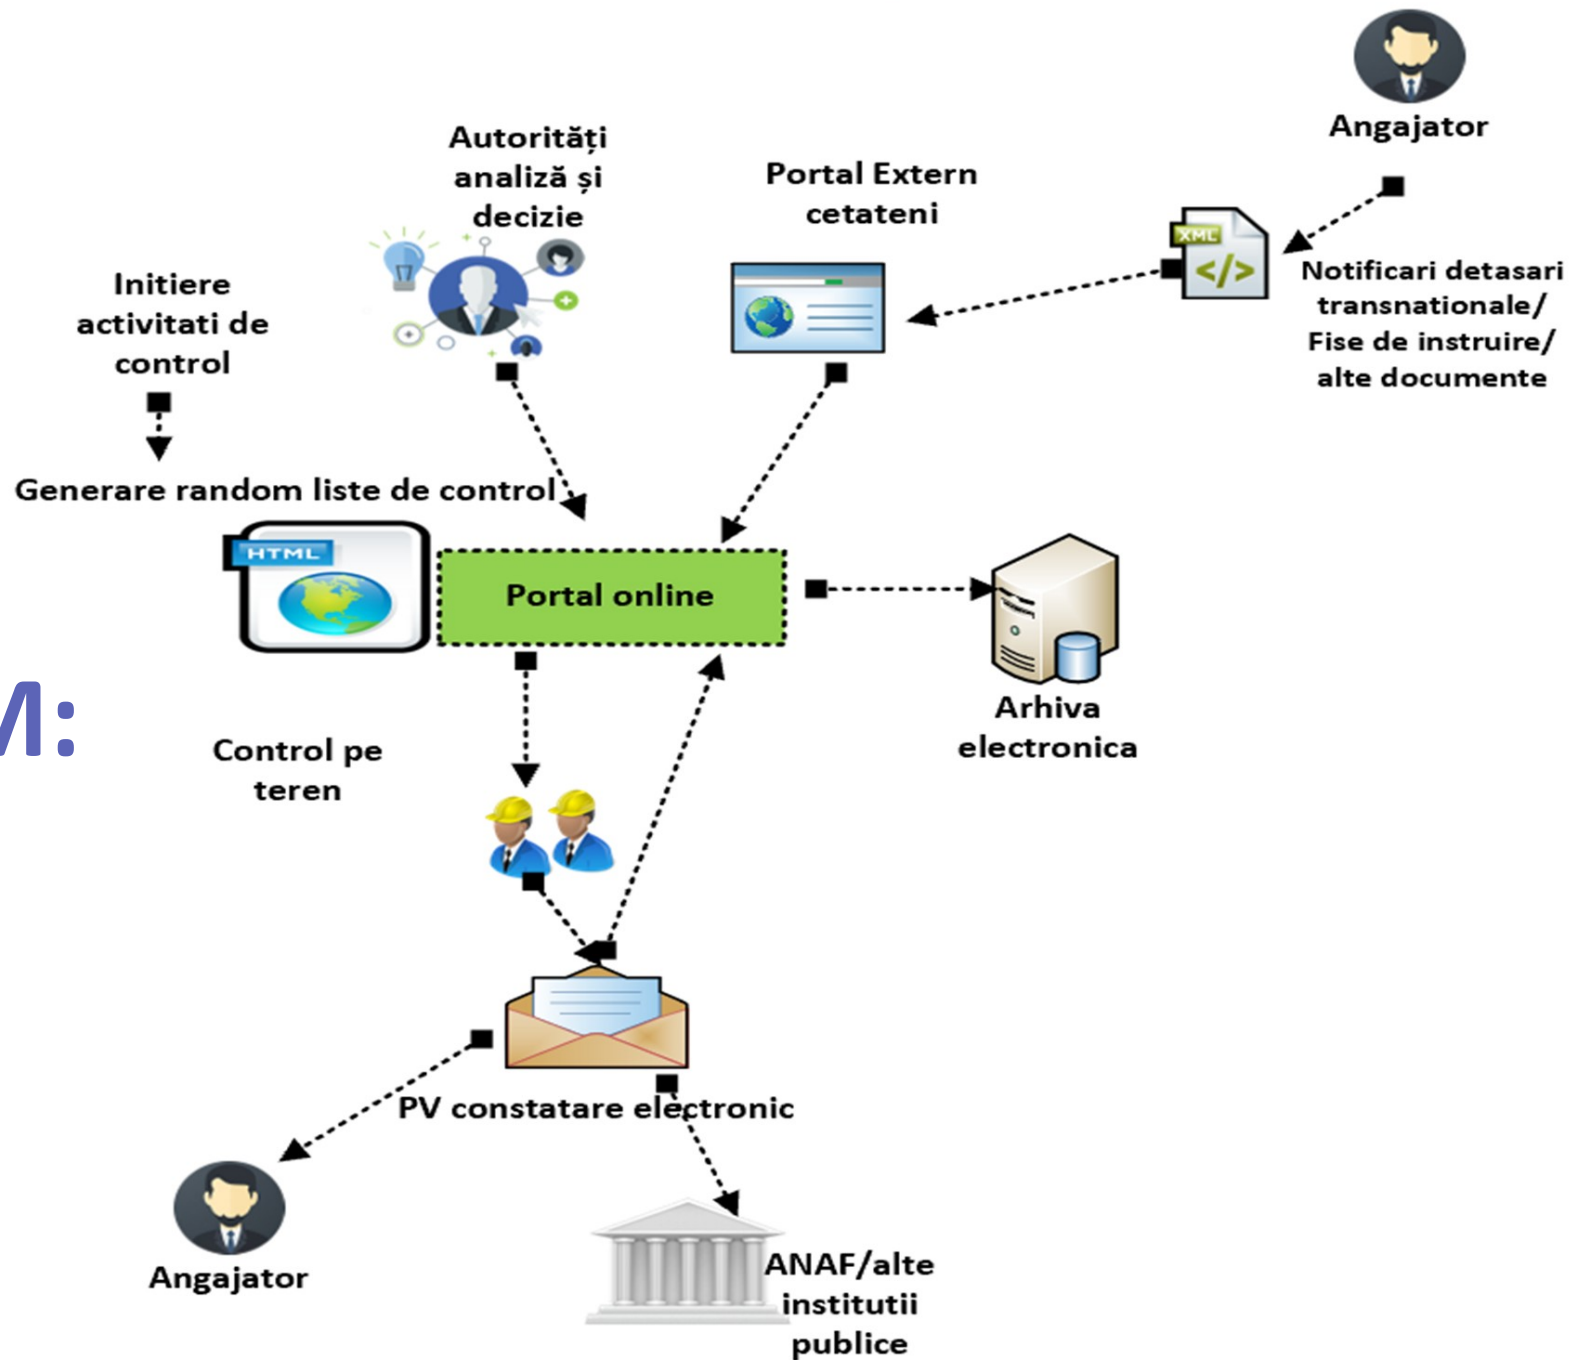 Angajator
Autorități
analiză și
decizie
Portal Extern
cetateni
XML
</>
Notificari detasari
transnationale/
Fise de instruire/
alte documente
Initiere
activitati de
control
Generare random liste de control
HTML
Portal online
Arhiva
electronica
M:
Control pe
teren
PV constatare electronic
Angajator
ANAF/alte
institutii
publice